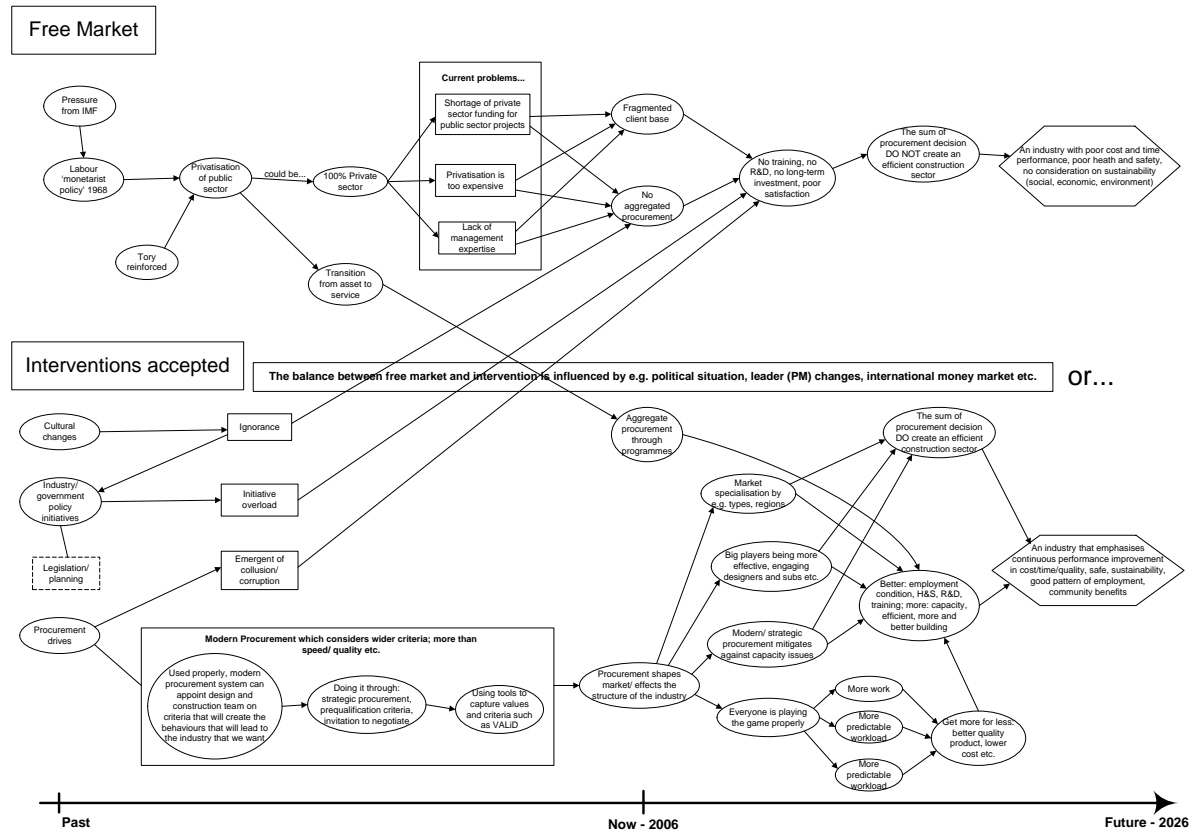 Free Market
Pressure
from IMF
Labour
'monetarist
policy' 1968
Tory
reinforced
Privatisation
of public
sector
could be...
100% Private
sector
Transition
from asset to
service
Current problems...
Shortage of private
sector funding for
public sector projects
Privatisation is
too expensive
Lack of
management
expertise
Fragmented
client base
No
aggregated
procurement
No training, no
R&D, no long-term
investment, poor
satisfaction
The sum of
procurement decision
DO NOT create an
efficient construction
sector
An industry with poor cost and time
performance, poor heath and safety,
no consideration on sustainability
(social, economic, environment)
Interventions accepted
The balance between free market and intervention is influenced by e.g. political situation, leader (PM) changes, international money market etc.
or...
Cultural
changes
Ignorance
Industry/
government
policy
initiatives
Initiative
overload
Legislation/
planning
Emergent of
collusion/
corruption
Procurement
drives
Modern Procurement which considers wider criteria; more than
speed/ quality etc.
Used properly, modern
procurement system can
appoint design and
construction team on
criteria that will create the
behaviours that will lead to
the industry that we want
Doing it through:
strategic procurement,
prequalification criteria,
invitation to negotiate
Using tools to
capture values
and criteria such
as VALiD
Procurement shapes
market/ effects the
structure of the industry
Aggregate
procurement
through
programmes
Market
specialisation by
e.g. types, regions
Big players being more
effective, engaging
designers and subs etc.
Modern/ strategic
procurement mitigates
against capacity issues
Everyone is playing
the game properly
More work
More
predictable
workload
More
predictable
workload
Get more for less:
better quality
product, lower
cost etc.
The sum of
procurement decision
DO create an efficient
construction sector
Better: employment
condition, H&S, R&D,
training; more: capacity,
efficient, more and
better building
An industry that emphasises
continuous performance improvement
in cost/time/quality, safe, sustainability,
good pattern of employment,
community benefits
Past
Now - 2006
Future - 2026